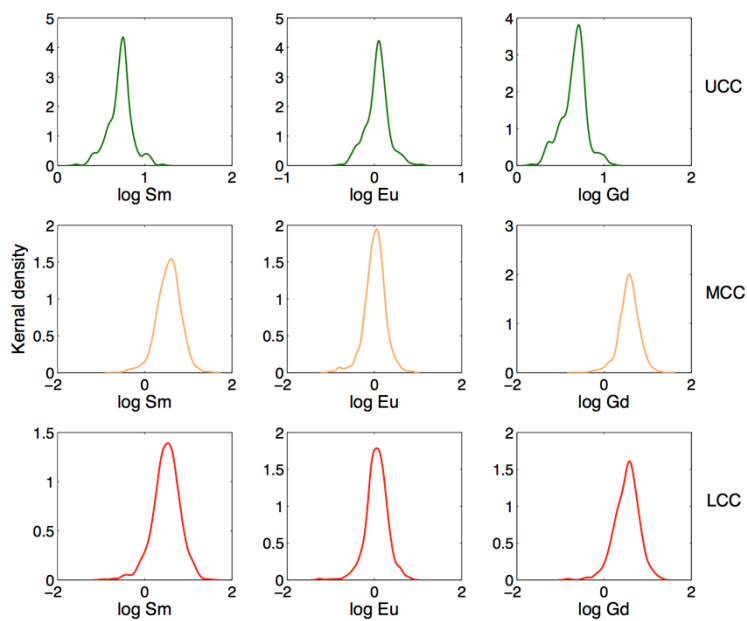 5 5 4
4 4
3
3 3
2
2 2
1 1 1
0 0 0
0 1 2 -1 0 1 0 1 2
log Sm log Eu log Gd
UCC
2 2 3
1.5 1.5
2
1 1
1
0.5 0.5
0 0 0
-2 0 2 -2 0 2 -2 0 2
log Sm log Eu log Gd
MCC
Kernal density
1.5 2 2
1.5 1.5
1
1 1
0.5
0.5 0.5
0 0 0
-2 0 2 -2 0 2 -2 0 2
log Sm log Eu log Gd
LCC